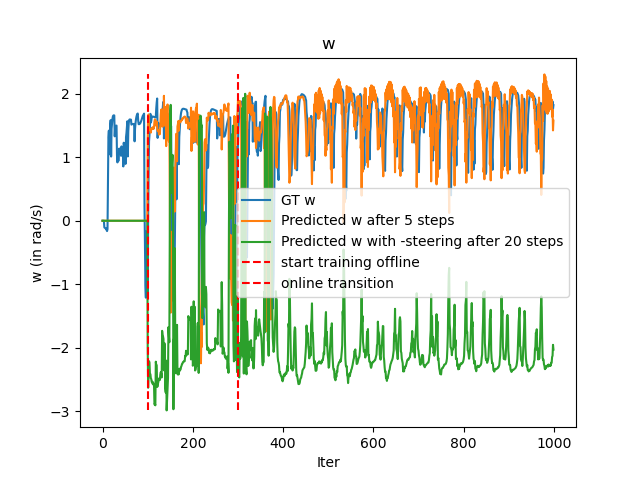 w
w (in rad/s)
2
1
0
−1
−2
−3
GT w
Predicted w after 5 steps
Predicted w with -steering after 20 steps
start training offline
online transition
0
200
400
600
800
1000
Iter